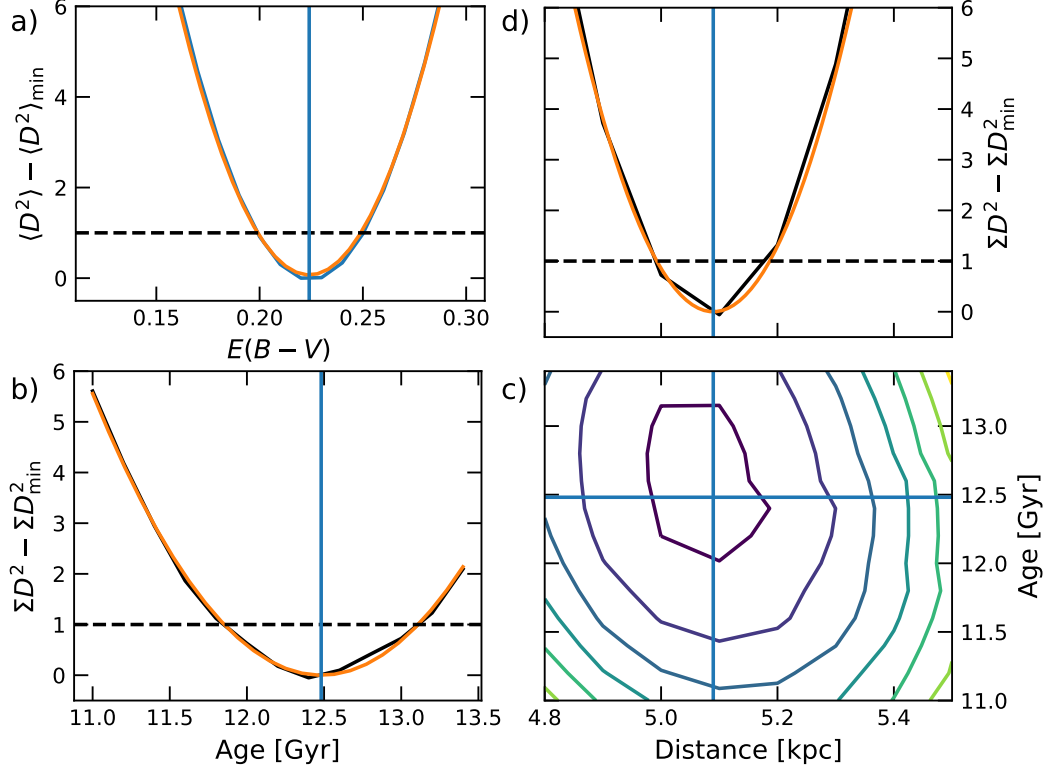 a)
6
4
2
0
⟨D²⟩ − ⟨D²⟩min
0.15 0.20 0.25 0.30
E(B − V)
d)
6
5
4
3
2
1
0
ΣD² − ΣD²min
b)
6
5
4
3
2
1
0
ΣD² − ΣD²min
11.0 11.5 12.0 12.5 13.0 13.5
Age [Gyr]
c)
13.0
12.5
12.0
11.5
11.0
Age [Gyr]
4.8 5.0 5.2 5.4
Distance [kpc]